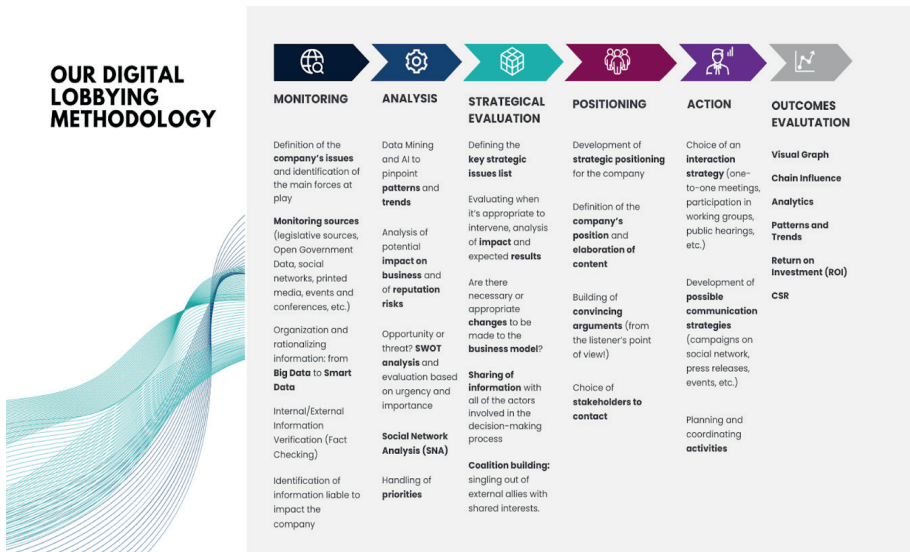 OUR DIGITAL
LOBBYING
METHODOLOGY
MONITORING
Definition of the
company's issues
and identification of
the main forces at
play
Monitoring sources
(legislative sources,
Open Government
Data, social
networks, printed
media, events and
conferences, etc.)
Organization and
rationalizing
information: from
Big Data to Smart
Data
Internal/External
Information
Verification (Fact
Checking)
Identification of
information liable to
impact the
company
ANALYSIS
Data Mining
and AI to
pinpoint
patterns and
trends
Analysis of
potential
impact on
business and
of reputation
risks
Opportunity or
threat? SWOT
analysis and
evaluation based
on urgency and
importance
Social Network
Analysis (SNA)
Handling of
priorities
STRATEGICAL
EVALUATION
Defining the
key strategic
issues list
Evaluating when
it's appropriate to
intervene, analysis
of impact and
expected results
Are there
necessary or
appropriate
changes to be
made to the
business model?
Sharing of
information with
all of the actors
involved in the
decision-making
process
Coalition building:
singling out of
external allies with
shared interests.
POSITIONING
Development of
strategic positioning
for the company
Definition of the
company's
position and
elaboration of
content
Building of
convincing
arguments (from
the listener's point
of view!)
Choice of
stakeholders to
contact
ACTION
Choice of an
interaction
strategy (one-
to-one meetings,
participation in
working groups,
public hearings,
etc.)
Development of
possible
communication
strategies
(campaigns on
social network,
press releases,
events, etc.)
Planning and
coordinating
activities
OUTCOMES
EVALUTATION
Visual Graph
Chain Influence
Analytics
Patterns and
Trends
Return on
Investment (ROI)
CSR